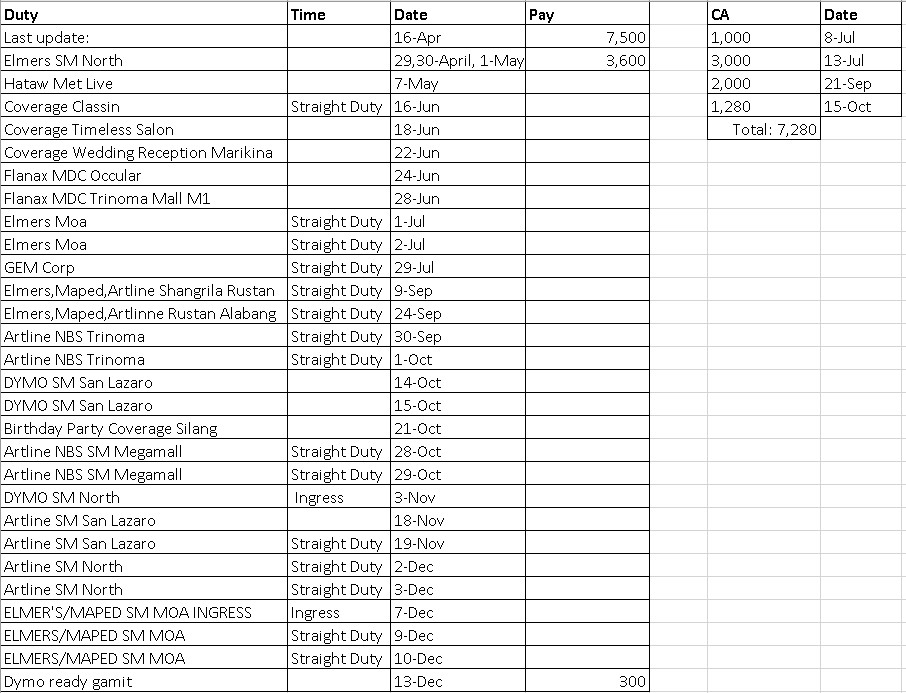 Duty Time Date Pay CA Date
Last update: 16-Apr 7,500 1,000 8-Jul
Elmers SM North 29,30-April, 1-May 3,600 3,000 13-Jul
Hataw Met Live 7-May 2,000 21-Sep
Coverage Classin Straight Duty 16-Jun 1,280 15-Oct
Coverage Timeless Salon 18-Jun Total: 7,280
Coverage Wedding Reception Marikina 22-Jun
Flanax MDC Occular 24-Jun
Flanax MDC Trinoma Mall M1 28-Jun
Elmers Moa Straight Duty 1-Jul
Elmers Moa Straight Duty 2-Jul
GEM Corp Straight Duty 29-Jul
Elmers,Maped,Artline Shangrila Rustan Straight Duty 9-Sep
Elmers,Maped,Artlinne Rustan Alabang Straight Duty 24-Sep
Artline NBS Trinoma Straight Duty 30-Sep
Artline NBS Trinoma Straight Duty 1-Oct
DYMO SM San Lazaro 14-Oct
DYMO SM San Lazaro 15-Oct
Birthday Party Coverage Silang 21-Oct
Artline NBS SM Megamall Straight Duty 28-Oct
Artline NBS SM Megamall Straight Duty 29-Oct
DYMO SM North Ingress 3-Nov
Artline SM San Lazaro 18-Nov
Artline SM San Lazaro Straight Duty 19-Nov
Artline SM North Straight Duty 2-Dec
Artline SM North Straight Duty 3-Dec
ELMER'S/MAPED SM MOA INGRESS Ingress 7-Dec
ELMERS/MAPED SM MOA Straight Duty 9-Dec
ELMERS/MAPED SM MOA Straight Duty 10-Dec
Dymo ready gamit 13-Dec 300